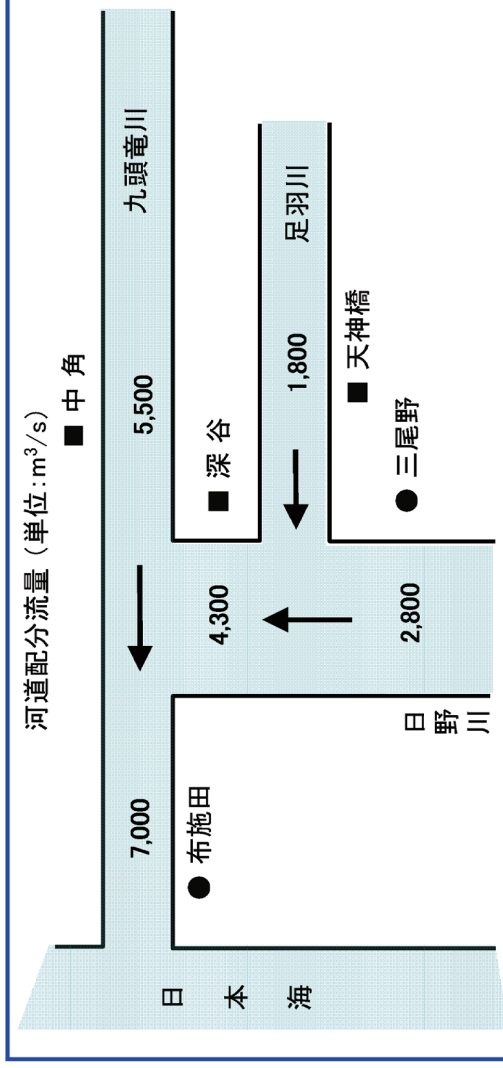 河道配分流量 (単位:m³/s)
■ 中 角
九頭竜川
5,500
7,000
● 布施田
■ 深 谷
4,300
足羽川
1,800
■ 天神橋
● 三尾野
2,800
日野川
日本海